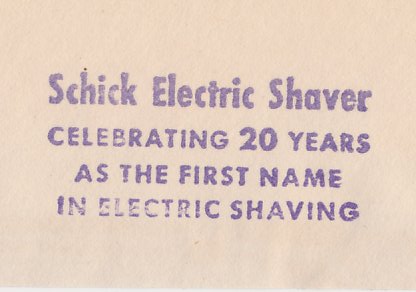 Schick Electric Shaver
CELEBRATING 20 YEARS
AS THE FIRST NAME
IN ELECTRIC SHAVING